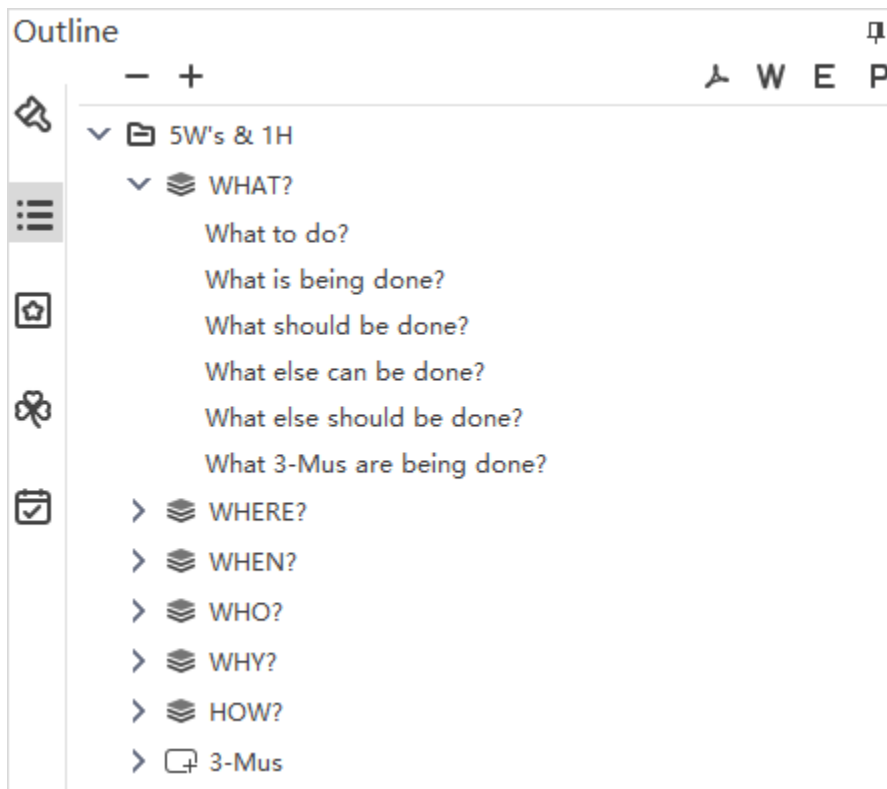 Outline
W E P
5W's & 1H
WHAT?
What to do?
What is being done?
What should be done?
What else can be done?
What else should be done?
What 3-Mus are being done?
WHERE?
WHEN?
WHO?
WHY?
HOW?
3-Mus